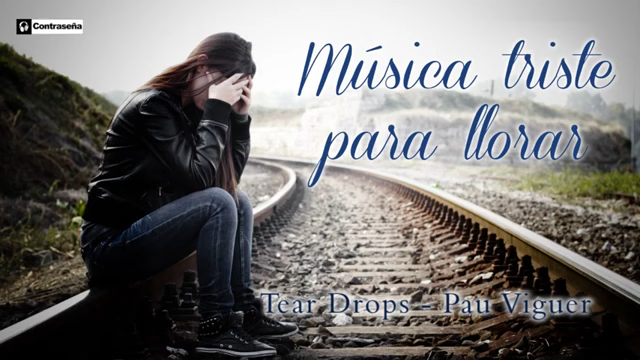 Contraseña
Música triste
para llorar
Tear Drops - Pau Viguer